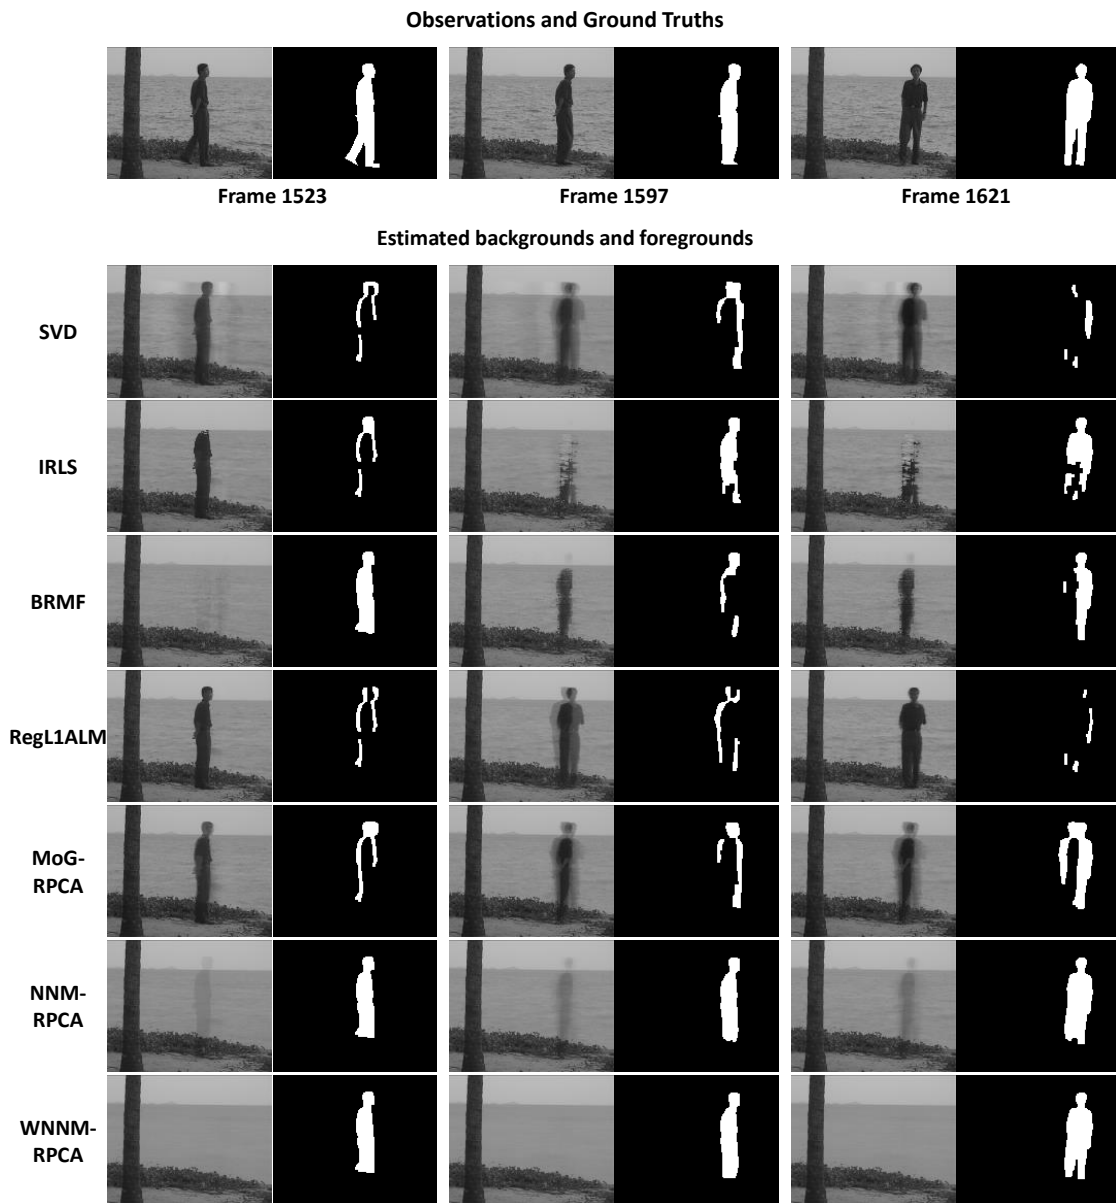 Observations and Ground Truths
Frame 1523 Frame 1597 Frame 1621
Estimated backgrounds and foregrounds
SVD
IRLS
BRMF
RegL1ALM
MoG-
RPCA
NNM-
RPCA
WNNM-
RPCA